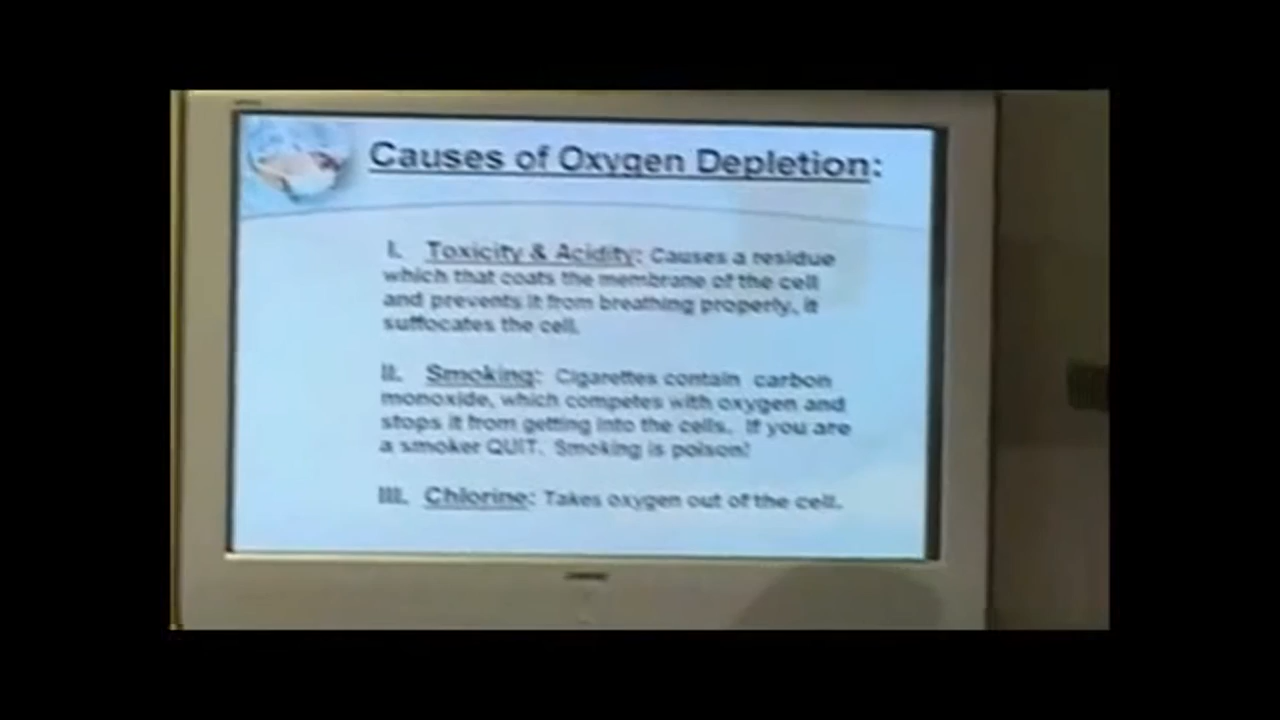 Causes of Oxygen Depletion:
I. Toxicity & Acidity: Causes a residue
which that coats the membrane of the cell
and prevents it from breathing properly, it
suffocates the cell.
II. Smoking: Cigarettes contain carbon
monoxide, which competes with oxygen and
stops it from getting into the cells. If you are
a smoker QUIT. Smoking is poison!
III. Chlorine: Takes oxygen out of the cell.